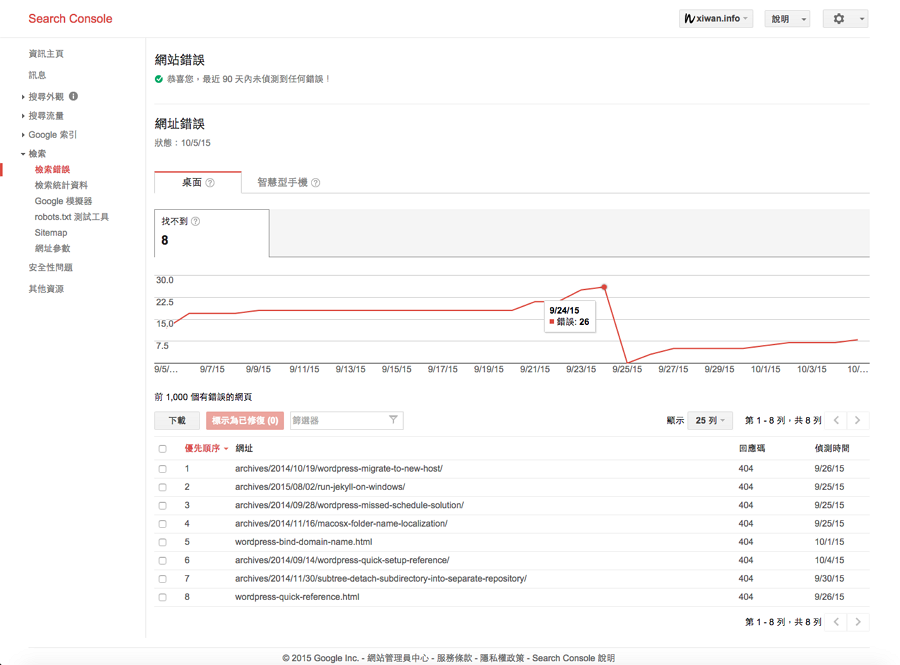 Search Console
xiwan.info
說明
資訊主頁
訊息
搜尋外觀
搜尋流量
Google 索引
檢索
檢索錯誤
檢索統計資料
Google 模擬器
robots.txt 測試工具
Sitemap
網址參數
安全性問題
其他資源
網站錯誤
恭喜您，最近 90 天內未偵測到任何錯誤！
網址錯誤
狀態：10/5/15
桌面 ?
智慧型手機 ?
找不到 ?
8
30.0
22.5
15.0
7.5
9/24/15
錯誤: 26
9/5/... 9/7/15 9/9/15 9/11/15 9/13/15 9/15/15 9/17/15 9/19/15 9/21/15 9/23/15 9/25/15 9/27/15 9/29/15 10/1/15 10/3/15 10/...
前 1,000 個有錯誤的網頁
下載 標示為已修復 (0) 篩選器 顯示 25 列 第 1 - 8 列，共 8 列
優先順序 網址 回應碼 偵測時間
1 archives/2014/10/19/wordpress-migrate-to-new-host/ 404 9/26/15
2 archives/2015/08/02/run-jekyll-on-windows/ 404 9/25/15
3 archives/2014/09/28/wordpress-missed-schedule-solution/ 404 9/25/15
4 archives/2014/11/16/macosx-folder-name-localization/ 404 9/25/15
5 wordpress-bind-domain-name.html 404 10/1/15
6 archives/2014/09/14/wordpress-quick-setup-reference/ 404 10/4/15
7 archives/2014/11/30/subtree-detach-subdirectory-into-separate-repository/ 404 9/30/15
8 wordpress-quick-reference.html 404 9/26/15
第 1 - 8 列，共 8 列
© 2015 Google Inc. - 網站管理員中心 - 服務條款 - 隱私權政策 - Search Console 說明